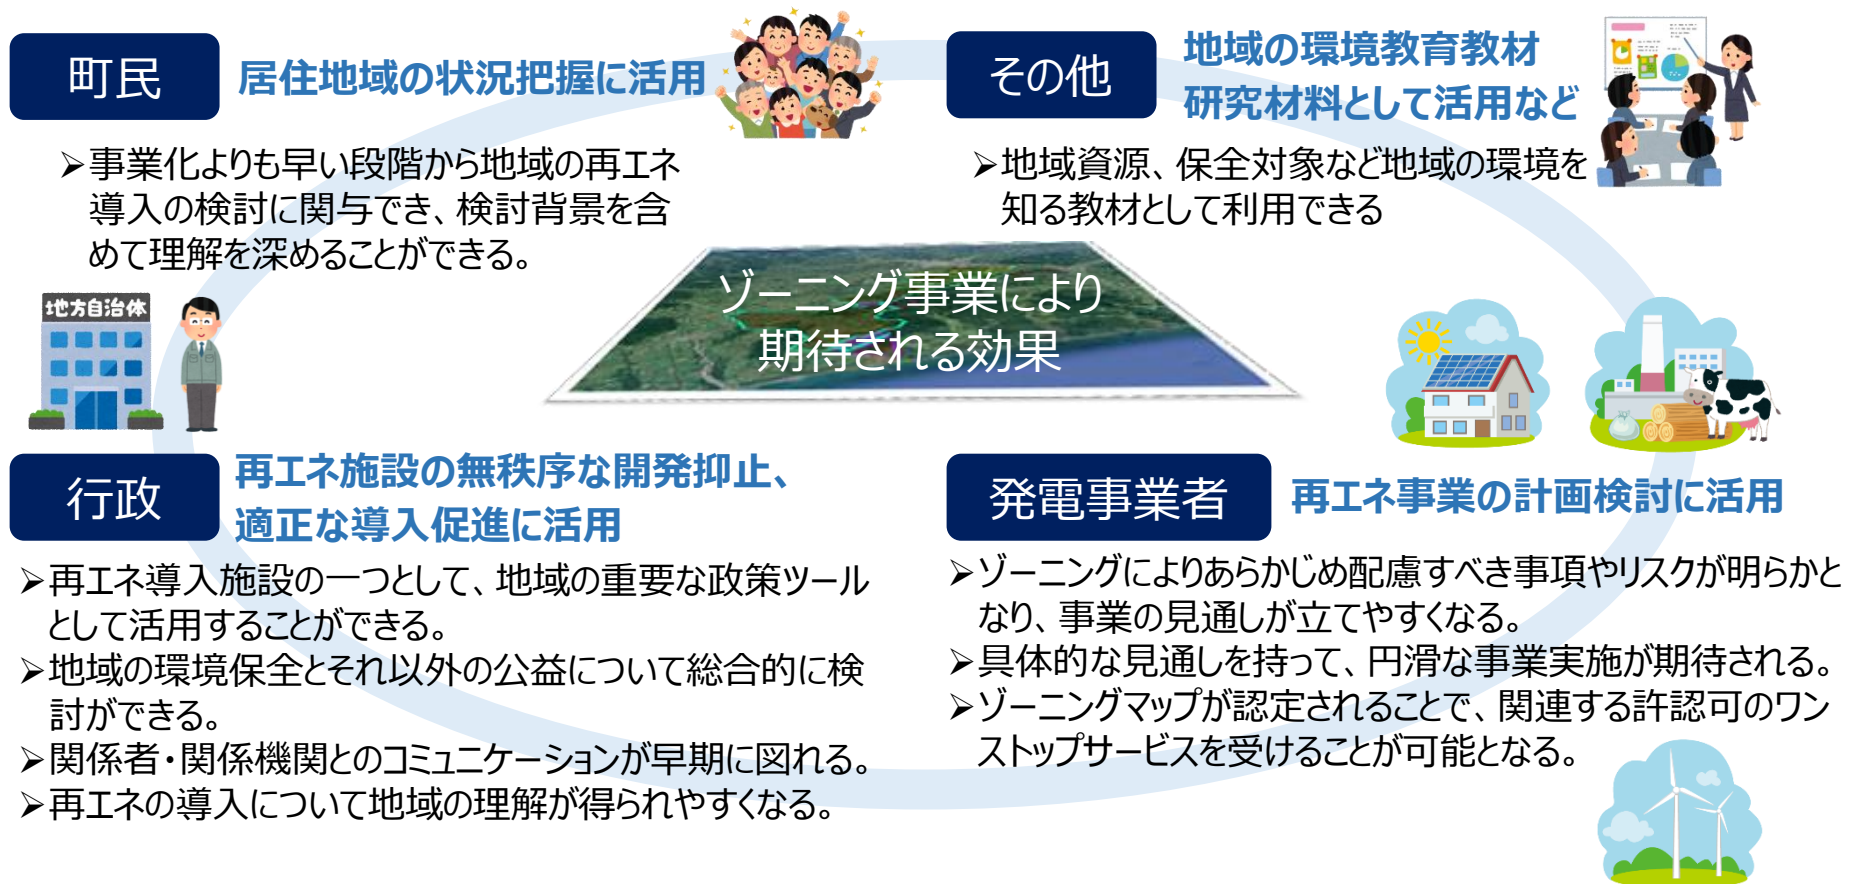 町民
居住地域の状況把握に活用
➢事業化よりも早い段階から地域の再エネ
導入の検討に関与でき、検討背景を含
めて理解を深めることができる。
その他
地域の環境教育教材
研究材料として活用など
➢地域資源、保全対象など地域の環境を
知る教材として利用できる
ゾーニング事業により
期待される効果
地方自治体
行政
再エネ施設の無秩序な開発抑止、
適正な導入促進に活用
➢再エネ導入施設の一つとして、地域の重要な政策ツール
として活用することができる。
➢地域の環境保全とそれ以外の公益について総合的に検
討ができる。
➢関係者・関係機関とのコミュニケーションが早期に図れる。
➢再エネの導入について地域の理解が得られやすくなる。
発電事業者
再エネ事業の計画検討に活用
➢ゾーニングによりあらかじめ配慮すべき事項やリスクが明らかと
なり、事業の見通しが立てやすくなる。
➢具体的な見通しを持って、円滑な事業実施が期待される。
➢ゾーニングマップが認定されることで、関連する許認可のワン
ストップサービスを受けることが可能となる。